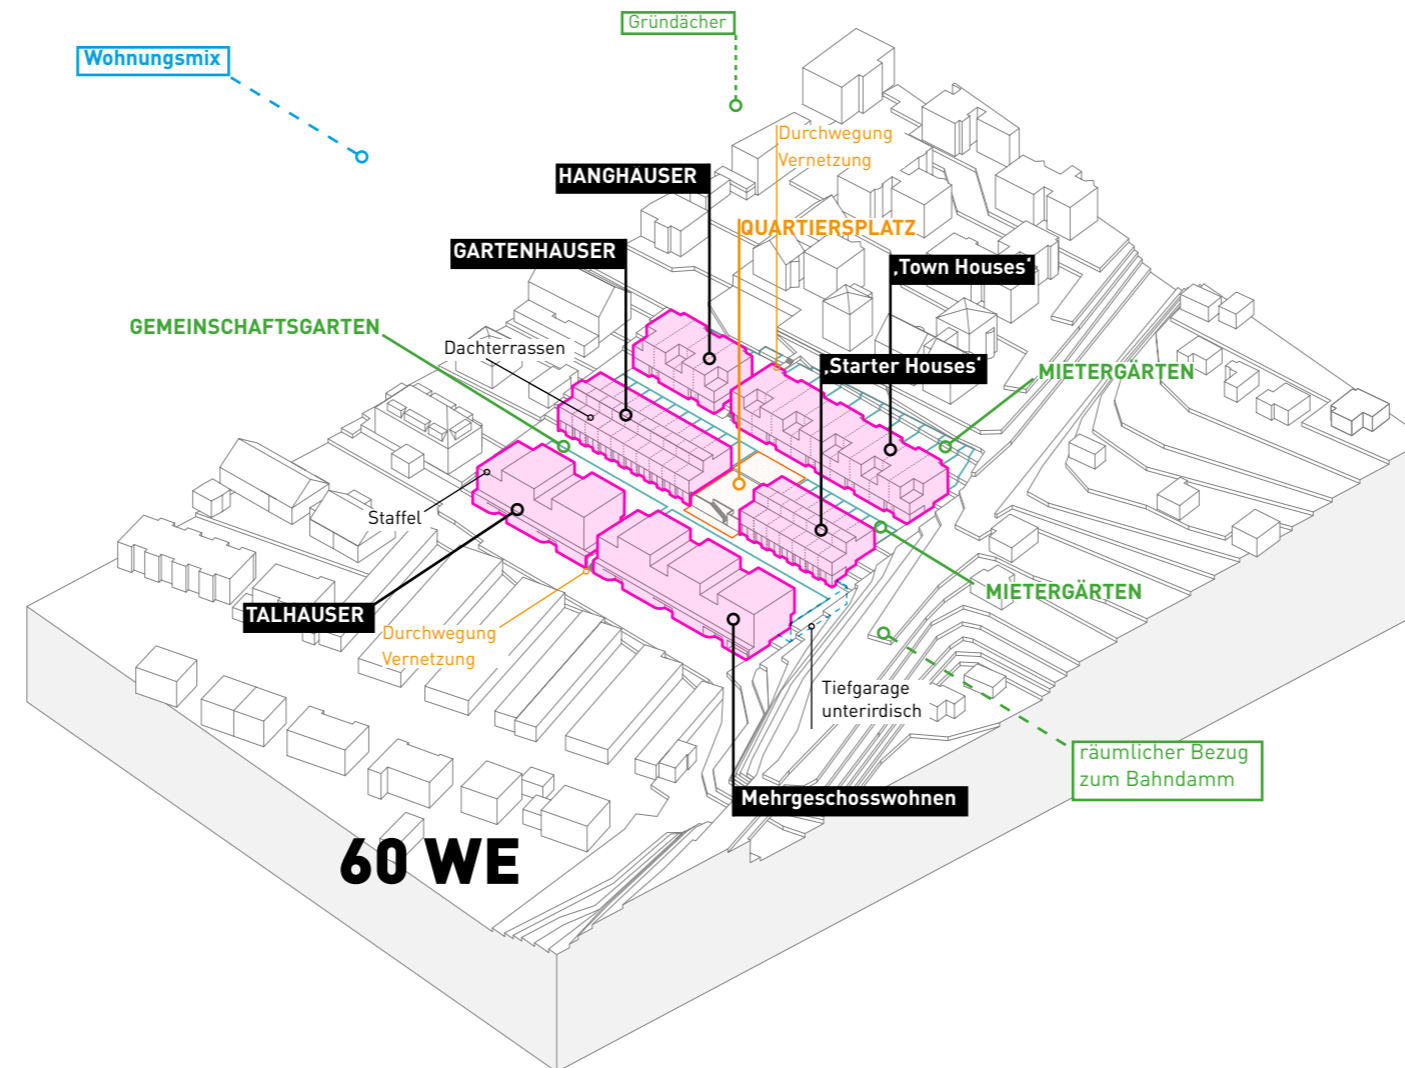 Gründächer
Wohnungsmix
Durchwegung
Vernetzung
HANGHÄUSER
QUARTIERSPLATZ
GARTENHAUSER
‚Town Houses‘
GEMEINSCHAFTSGARTEN
Dachterrassen
‚Starter Houses‘
MIETERGÄRTEN
Staffel
MIETERGÄRTEN
TALHAUSER
Durchwegung
Vernetzung
Tiefgarage
unterirdisch
räumlicher Bezug
zum Bahndamm
Mehrgeschosswohnen
60 WE